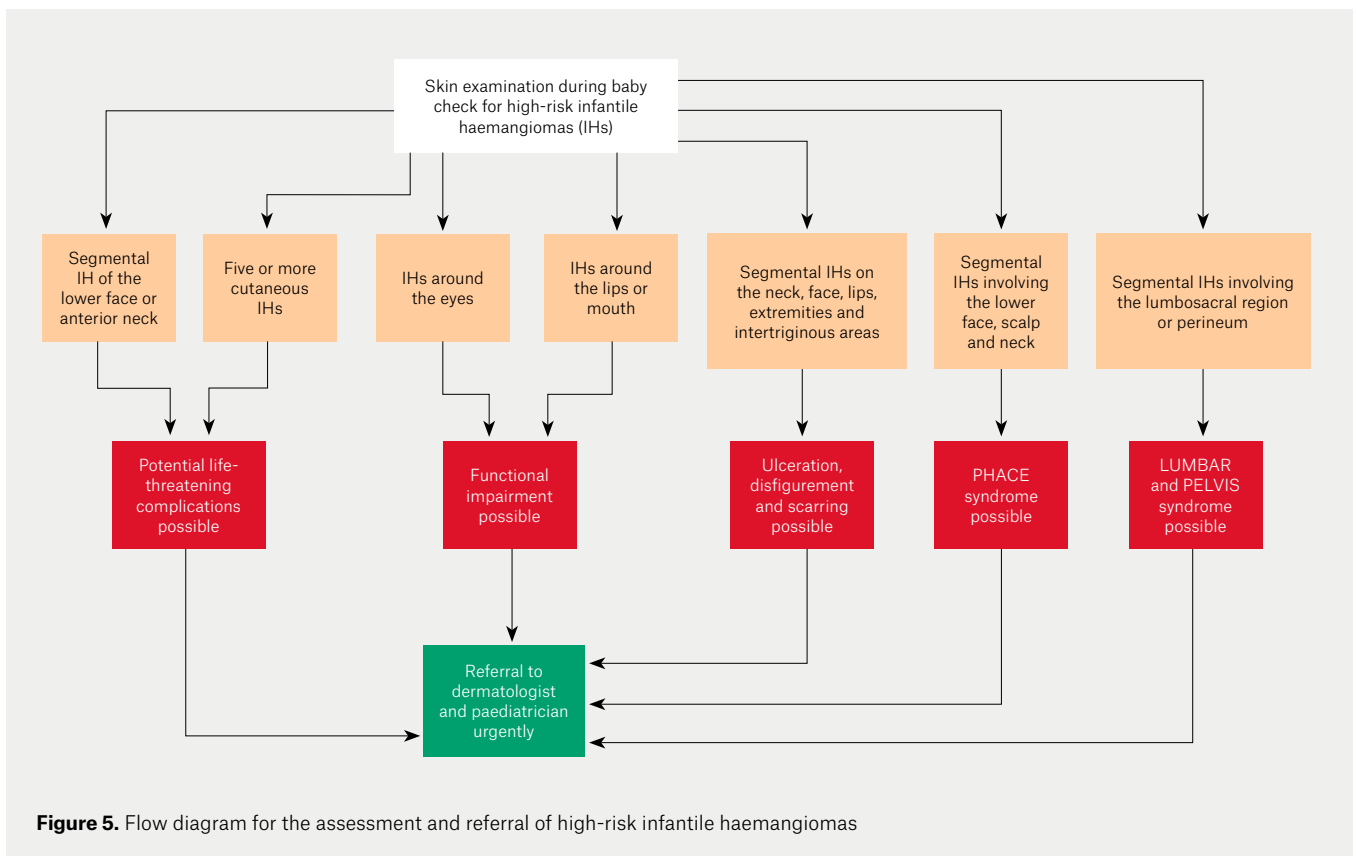 Skin examination during baby
check for high-risk infantile
haemangiomas (IHs)
Segmental
IH of the
lower face or
anterior neck
Five or more
cutaneous
IHs
IHs around
the eyes
IHs around
the lips or
mouth
Segmental IHs on
the neck, face, lips,
extremities and
intertriginous areas
Segmental
IHs involving
the lower
face, scalp
and neck
Segmental IHs involving
the lumbosacral region
or perineum
Potential life-
threatening
complications
possible
Functional
impairment
possible
Ulceration,
disfigurement
and scarring
possible
PHACE
syndrome
possible
LUMBAR
and PELVIS
syndrome
possible
Referral to
dermatologist
and paediatrician
urgently
Figure 5. Flow diagram for the assessment and referral of high-risk infantile haemangiomas